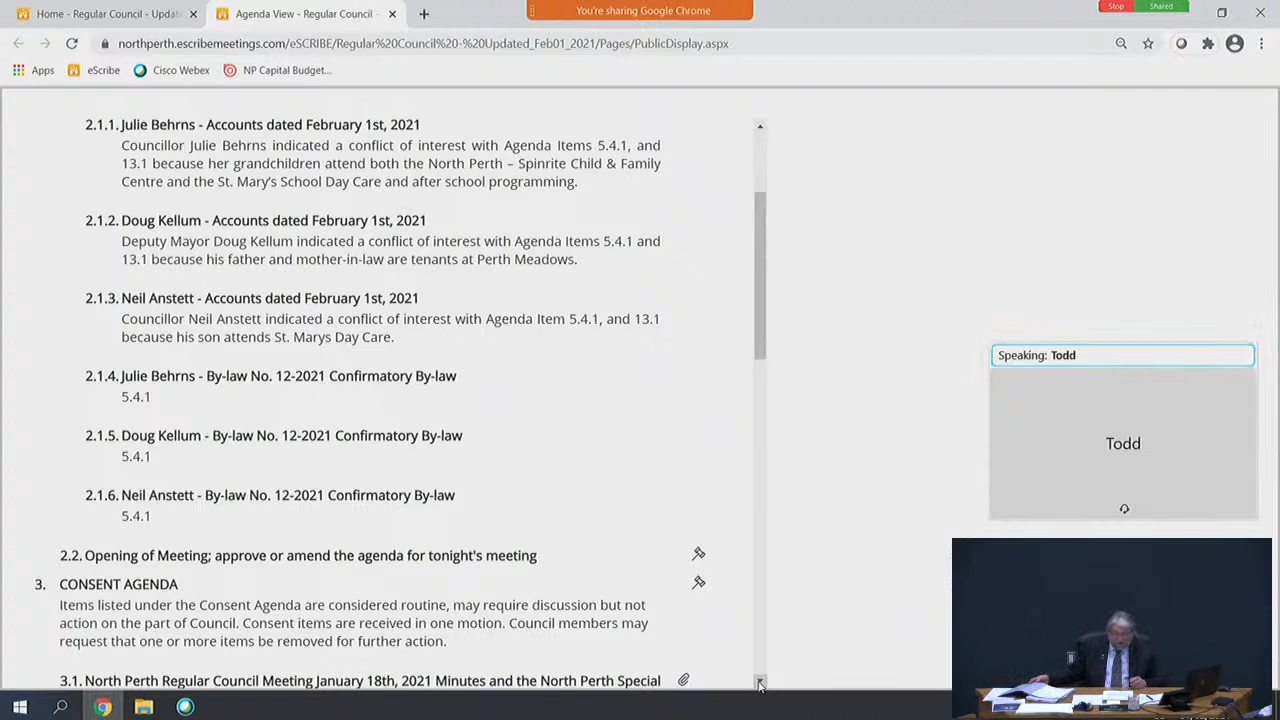 Home - Regular Council - Updat
Agenda View - Regular Council -
You're sharing Google Chrome
Stop
Shared
northperth.escribemeetings.com/eSCRIBE/Regular%20Council%20-%20Updated_Feb01_2021/Pages/PublicDisplay.aspx
Apps
eScribe
Cisco Webex
NP Capital Budget...
2.1.1. Julie Behrns - Accounts dated February 1st, 2021
Councillor Julie Behrns indicated a conflict of interest with Agenda Items 5.4.1, and
13.1 because her grandchildren attend both the North Perth – Spinrite Child & Family
Centre and the St. Mary's School Day Care and after school programming.
2.1.2. Doug Kellum - Accounts dated February 1st, 2021
Deputy Mayor Doug Kellum indicated a conflict of interest with Agenda Items 5.4.1 and
13.1 because his father and mother-in-law are tenants at Perth Meadows.
2.1.3. Neil Anstett - Accounts dated February 1st, 2021
Councillor Neil Anstett indicated a conflict of interest with Agenda Item 5.4.1, and 13.1
because his son attends St. Marys Day Care.
2.1.4. Julie Behrns - By-law No. 12-2021 Confirmatory By-law
5.4.1
2.1.5. Doug Kellum - By-law No. 12-2021 Confirmatory By-law
5.4.1
2.1.6. Neil Anstett - By-law No. 12-2021 Confirmatory By-law
5.4.1
2.2. Opening of Meeting; approve or amend the agenda for tonight's meeting
3. CONSENT AGENDA
Items listed under the Consent Agenda are considered routine, may require discussion but not
action on the part of Council. Consent items are received in one motion. Council members may
request that one or more items be removed for further action.
3.1. North Perth Regular Council Meeting January 18th, 2021 Minutes and the North Perth Special
Speaking: Todd
Todd